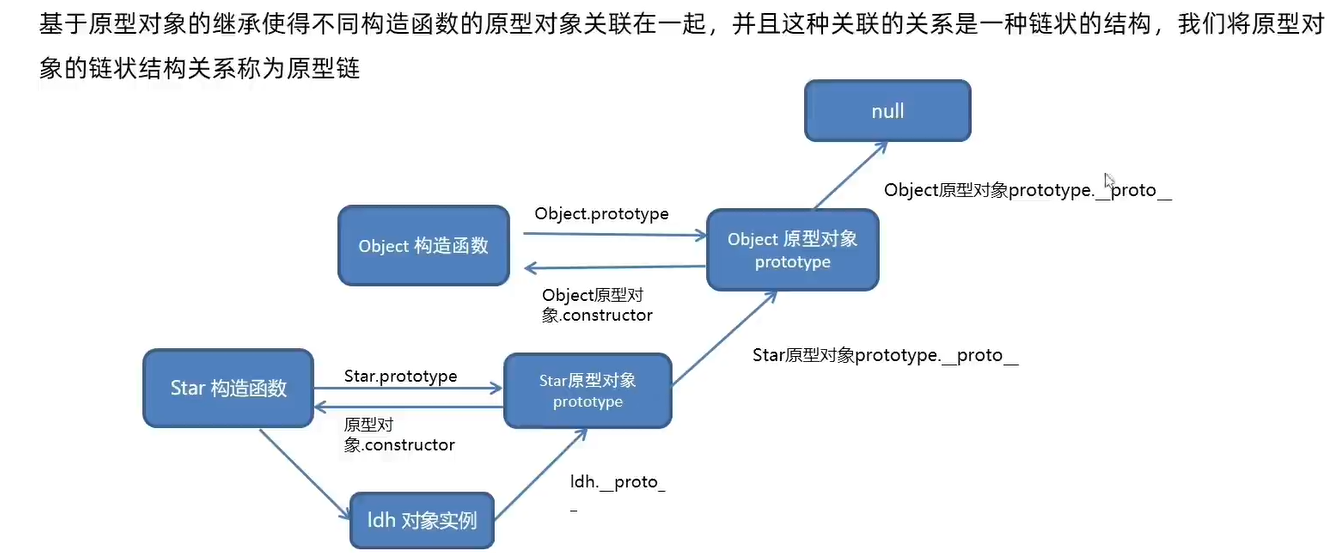 基于原型对象的继承使得不同构造函数的原型对象关联在一起，并且这种关联的关系是一种链状的结构，我们将原型对
象的链状结构关系称为原型链
null
Object原型对象prototype.__proto__
Object.prototype
Object 构造函数
Object 原型对象
prototype
Object原型对
象.constructor
Star原型对象prototype.__proto__
Star 构造函数
Star.prototype
Star原型对象
prototype
原型对
象.constructor
ldh.__proto_
_
ldh 对象实例